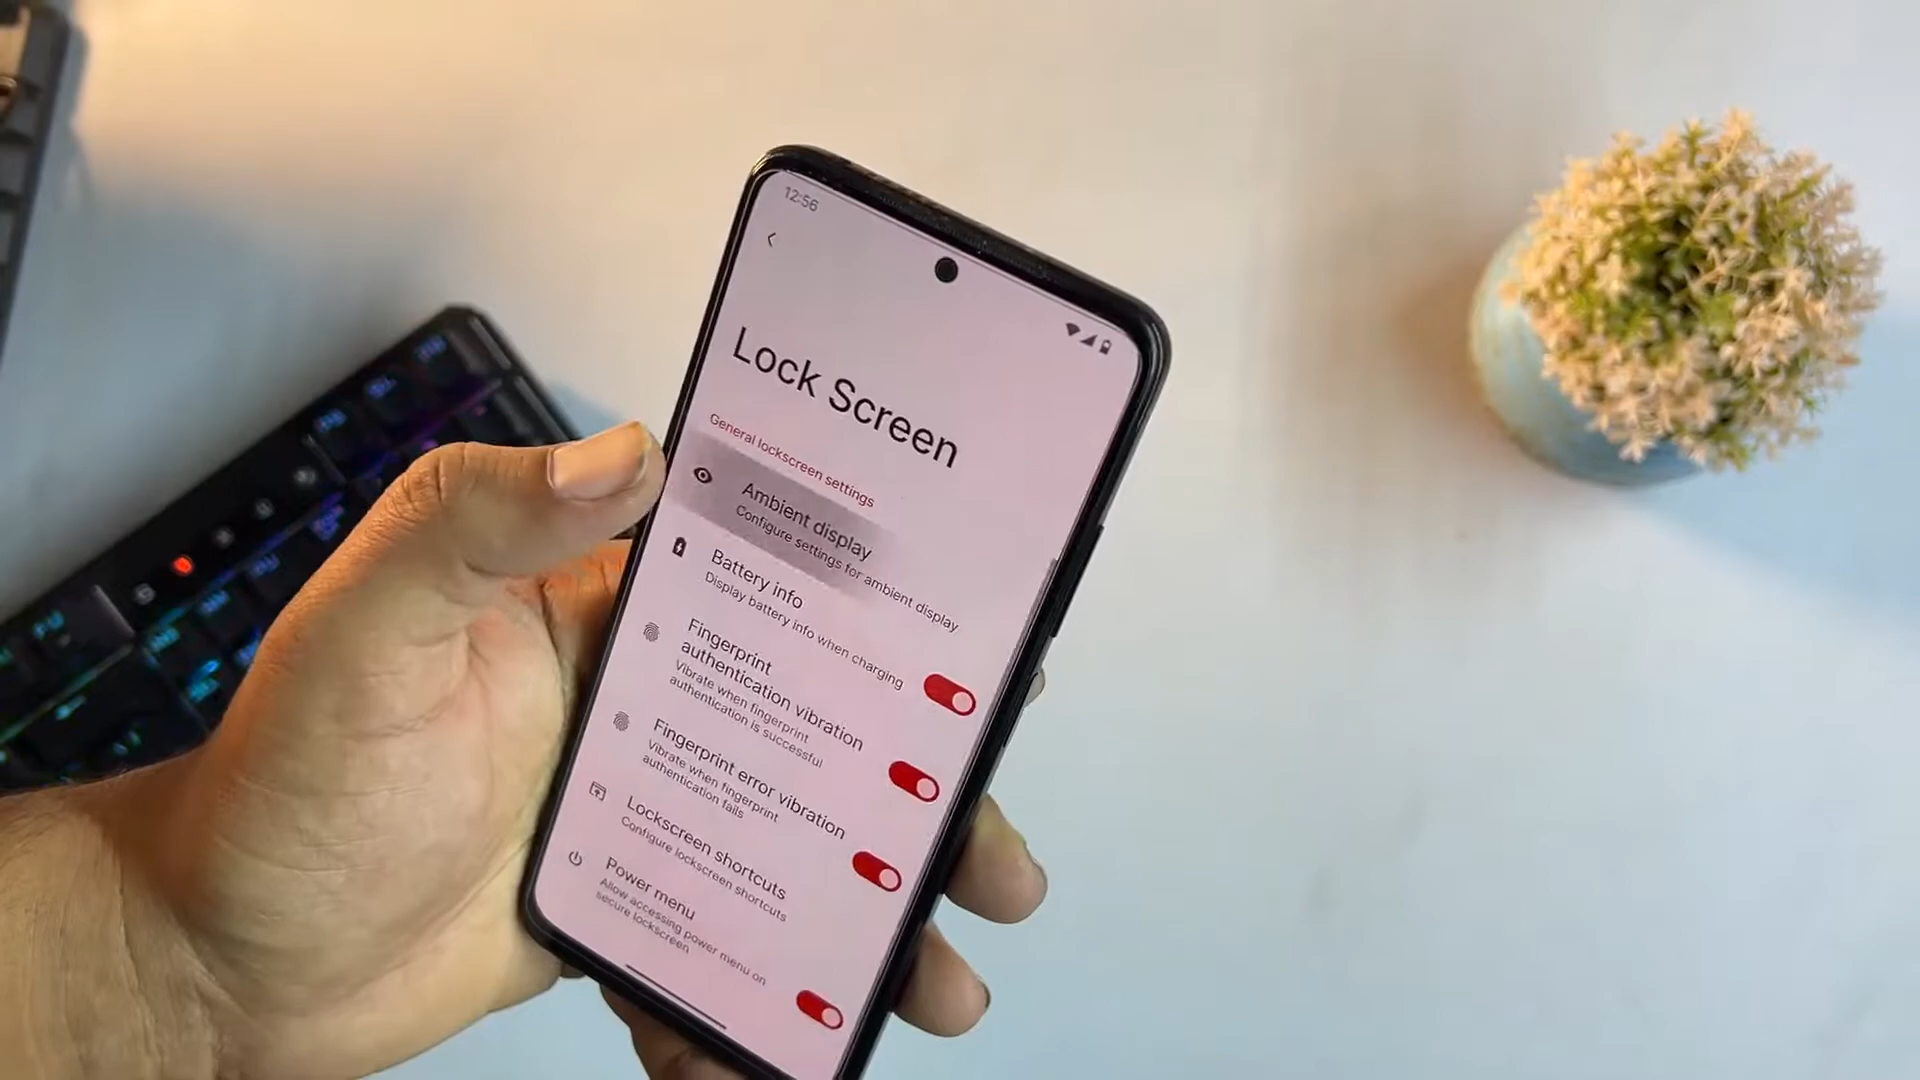 12:56
Lock Screen
General lockscreen settings
Ambient display
Configure settings for ambient display
Battery info
Display battery info when charging
Fingerprint
authentication vibration
Vibrate when fingerprint
authentication is successful
Fingerprint error vibration
Vibrate when fingerprint
authentication fails
Lockscreen shortcuts
Configure lockscreen shortcuts
Power menu
Allow accessing power menu on
secure lockscreen